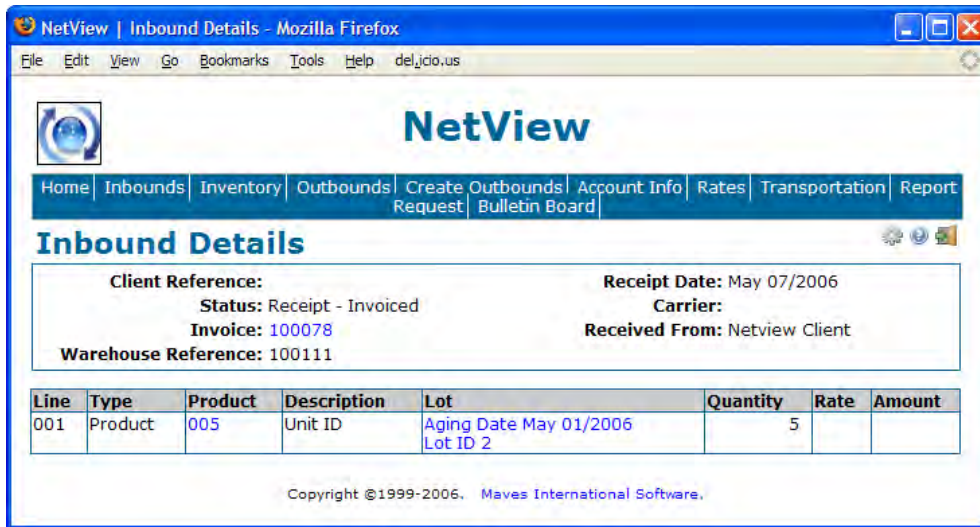 NetView | Inbound Details - Mozilla Firefox
File Edit View Go Bookmarks Tools Help del.icio.us
NetView
Home| Inbounds| Inventory| Outbounds| Create Outbounds| Account Info| Rates| Transportation| Report
Request| Bulletin Board|
Inbound Details
Client Reference: Receipt Date: May 07/2006
Status: Receipt - Invoiced Carrier:
Invoice: 100078 Received From: Netview Client
Warehouse Reference: 100111
Line Type Product Description Lot Quantity Rate Amount
001 Product 005 Unit ID Aging Date May 01/2006 5
Lot ID 2
Copyright ©1999-2006. Maves International Software.